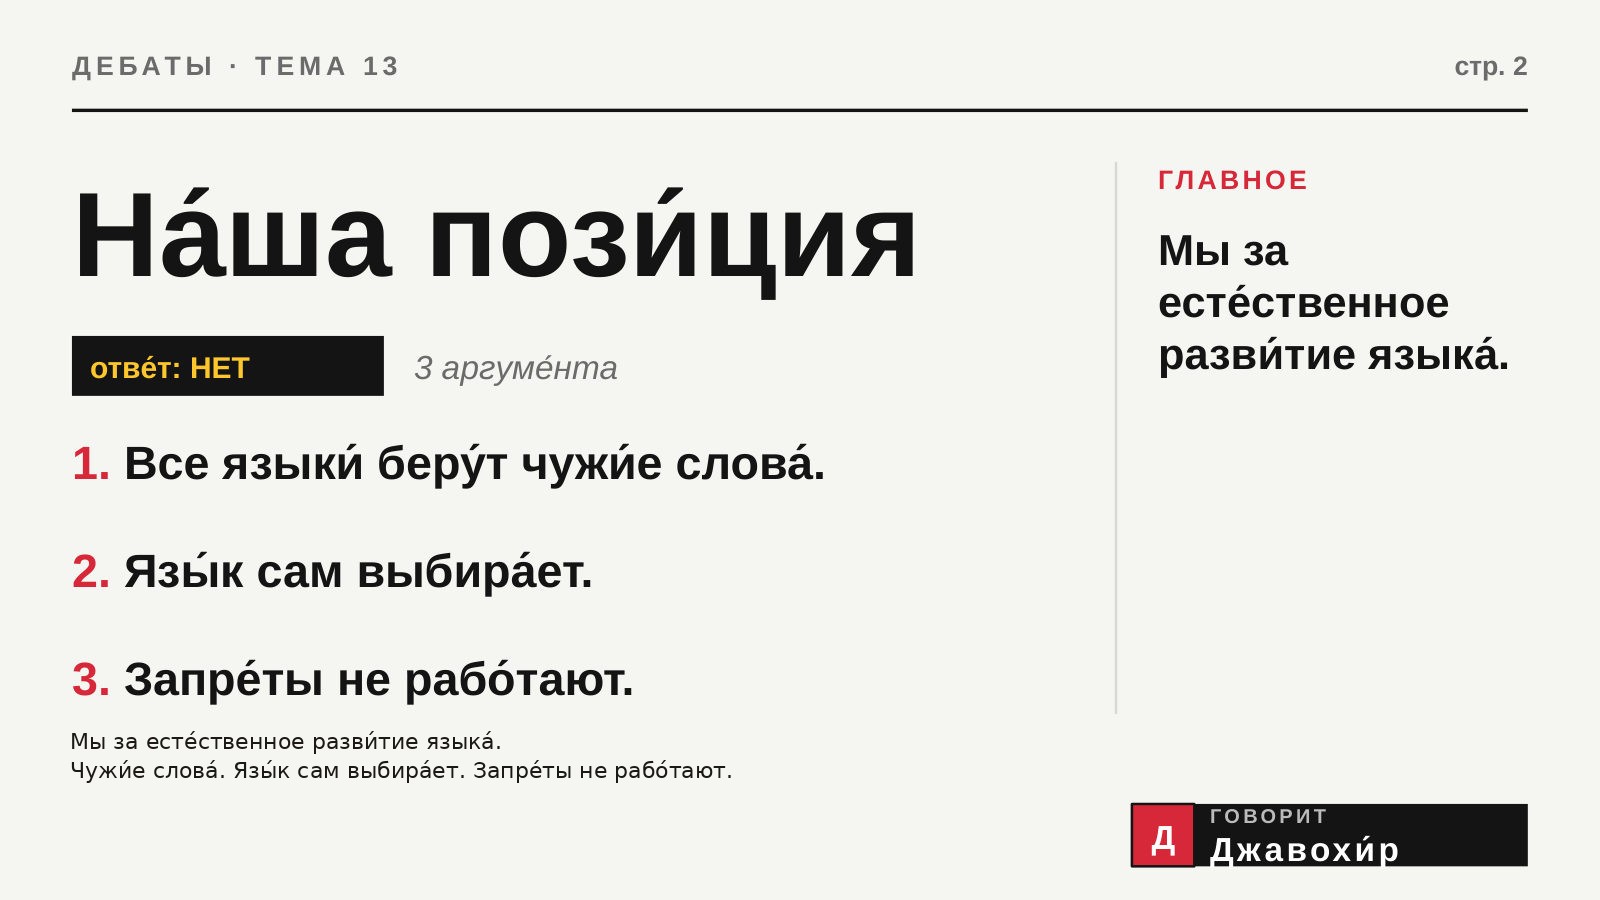 ДЕБАТЫ · ТЕМА 13
стр. 2
На́ша пози́ция
отве́т: НЕТ
3 аргуме́нта
1. Все языки́ беру́т чужи́е слова́.
2. Язы́к сам выбира́ет.
3. Запре́ты не рабо́тают.
Мы за есте́ственное разви́тие языка́.
Чужи́е слова́. Язы́к сам выбира́ет. Запре́ты не рабо́тают.
ГЛАВНОЕ
Мы за
есте́ственное
разви́тие языка́.
Д
ГОВОРИТ
Джавохи́р